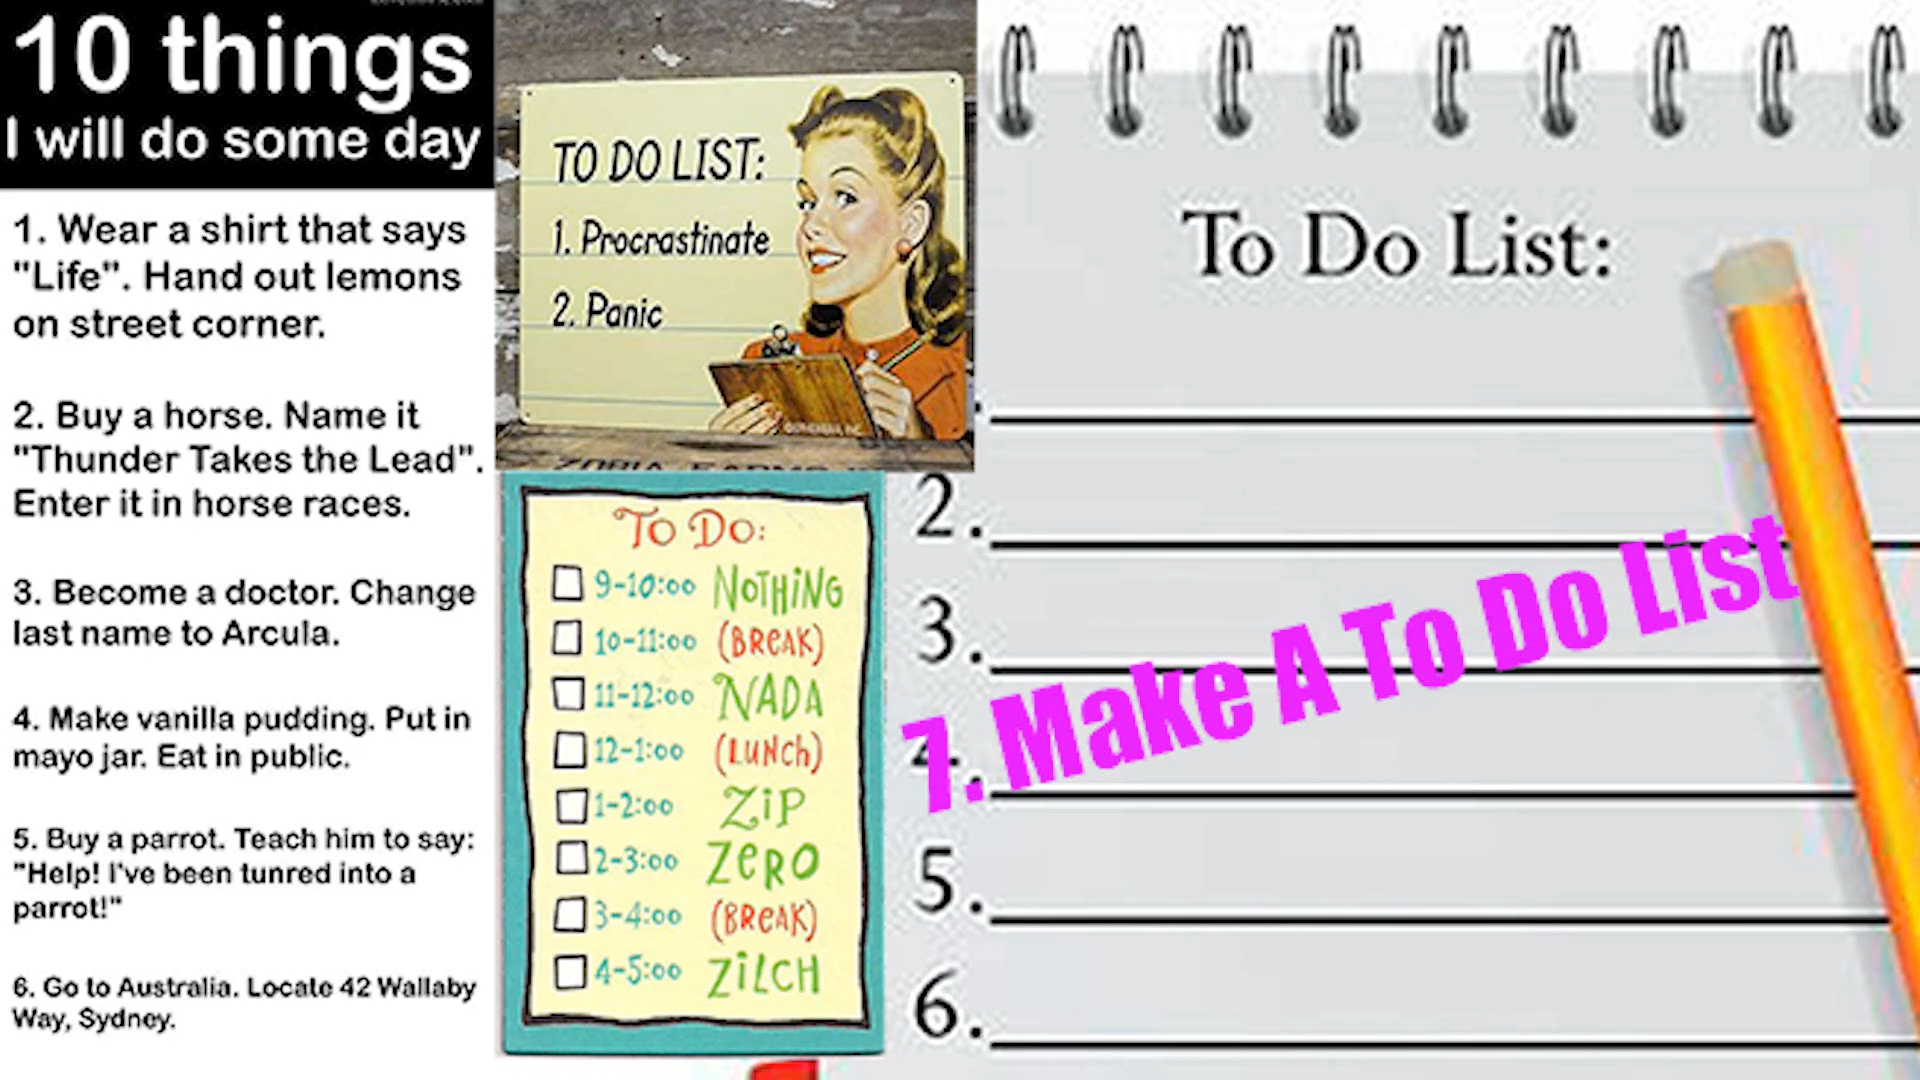 10 things
I will do some day
1. Wear a shirt that says
"Life". Hand out lemons
on street corner.
2. Buy a horse. Name it
"Thunder Takes the Lead".
Enter it in horse races.
3. Become a doctor. Change
last name to Arcula.
4. Make vanilla pudding. Put in
mayo jar. Eat in public.
5. Buy a parrot. Teach him to say:
"Help! I've been tunred into a
parrot!"
6. Go to Australia. Locate 42 Wallaby
Way, Sydney.
TO DO LIST:
1. Procrastinate
2. Panic
To Do:
9-10:00 NOTHiNG
10-11:00 (BReAK)
11-12:00 NADA
12-1:00 (LUNCh)
1-2:00 ZiP
2-3:00 ZeRO
3-4:00 (BReAK)
4-5:00 ZiLCH
To Do List:
2.
3.
4.
5.
6.
7. Make A To Do List